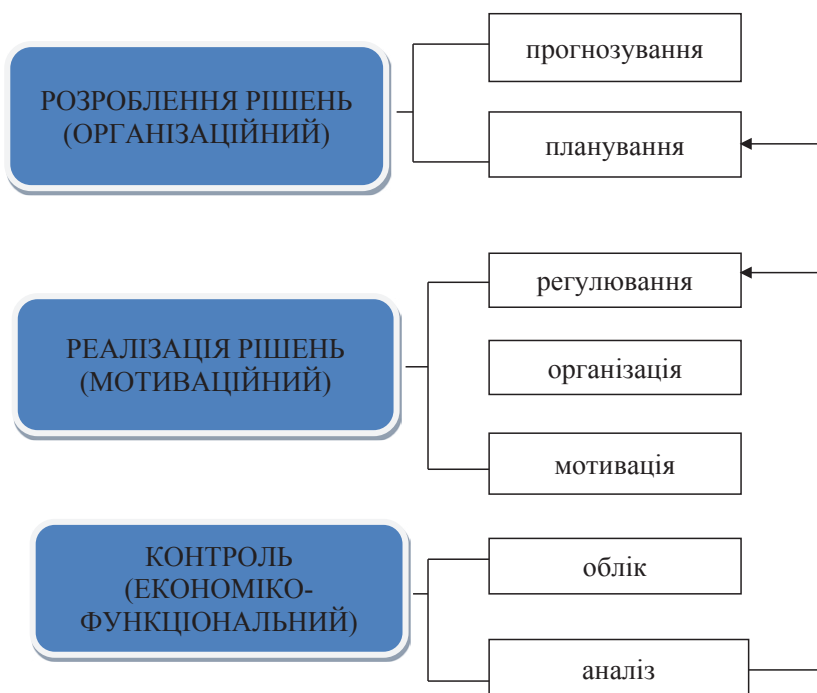 РОЗРОБЛЕННЯ РІШЕНЬ
(ОРГАНІЗАЦІЙНИЙ)
прогнозування
планування
РЕАЛІЗАЦІЯ РІШЕНЬ
(МОТИВАЦІЙНИЙ)
регулювання
організація
мотивація
КОНТРОЛЬ
(ЕКОНОМІКО-
ФУНКЦІОНАЛЬНИЙ)
облік
аналіз